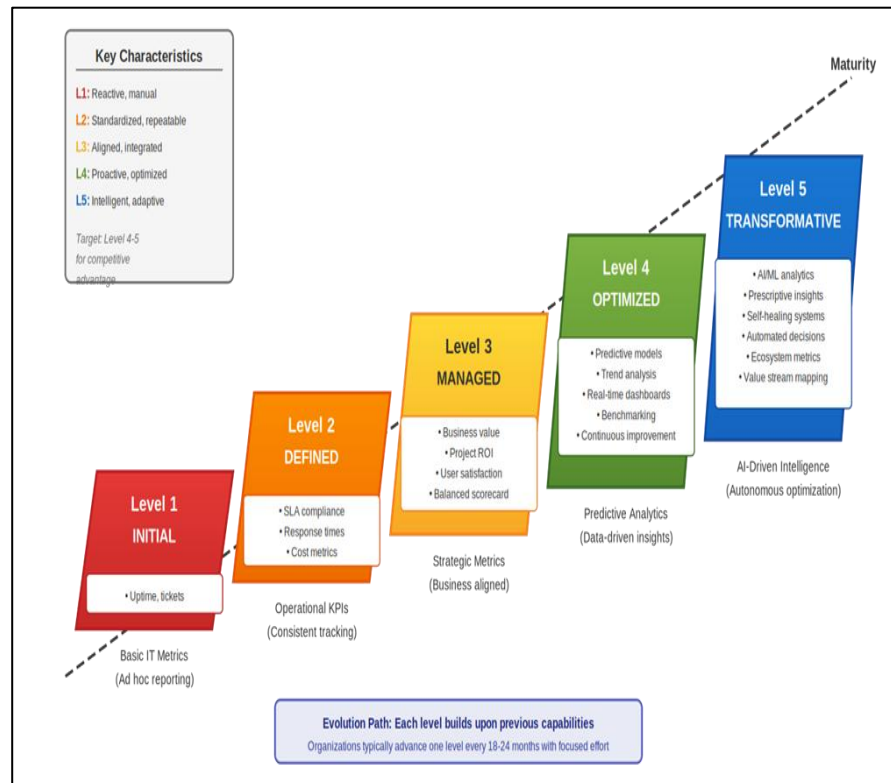 Key Characteristics
L1: Reactive, manual
L2: Standardized, repeatable
L3: Aligned, integrated
L4: Proactive, optimized
L5: Intelligent, adaptive
Target: Level 4-5
for competitive
advantage
Maturity
Level 1
INITIAL
• Uptime, tickets
Basic IT Metrics
(Ad hoc reporting)
Level 2
DEFINED
• SLA compliance
• Response times
• Cost metrics
Operational KPIs
(Consistent tracking)
Level 3
MANAGED
• Business value
• Project ROI
• User satisfaction
• Balanced scorecard
Strategic Metrics
(Business aligned)
Level 4
OPTIMIZED
• Predictive models
• Trend analysis
• Real-time dashboards
• Benchmarking
• Continuous improvement
Predictive Analytics
(Data-driven insights)
Level 5
TRANSFORMATIVE
• AI/ML analytics
• Prescriptive insights
• Self-healing systems
• Automated decisions
• Ecosystem metrics
• Value stream mapping
AI-Driven Intelligence
(Autonomous optimization)
Evolution Path: Each level builds upon previous capabilities
Organizations typically advance one level every 18-24 months with focused effort